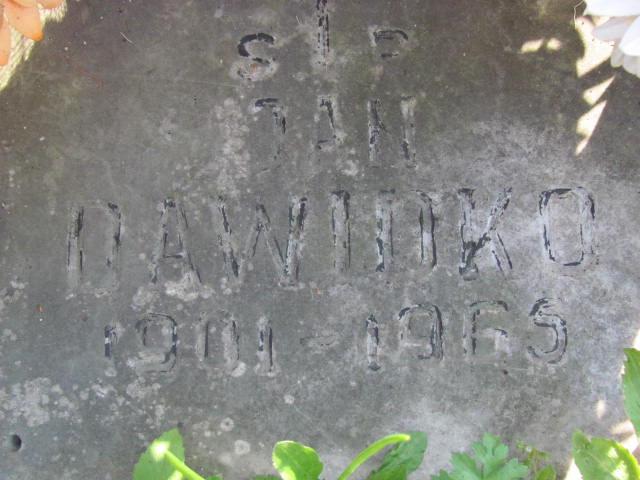 S † P
JAN
DAWIDKO
1901 - 1965